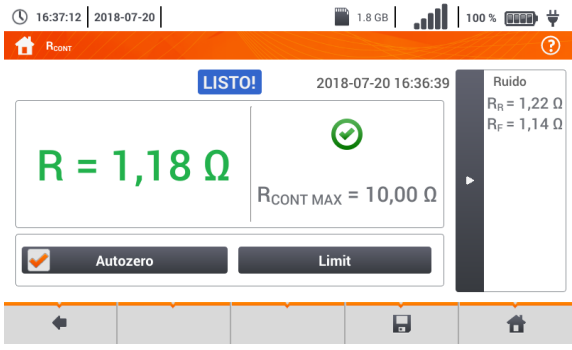 16:37:12 2018-07-20 1.8 GB 100 %
RCONT
LISTO! 2018-07-20 16:36:39
R = 1,18 Ω
RCONT MAX = 10,00 Ω
Autozero Limit
Ruido
RR = 1,22 Ω
RF = 1,14 Ω